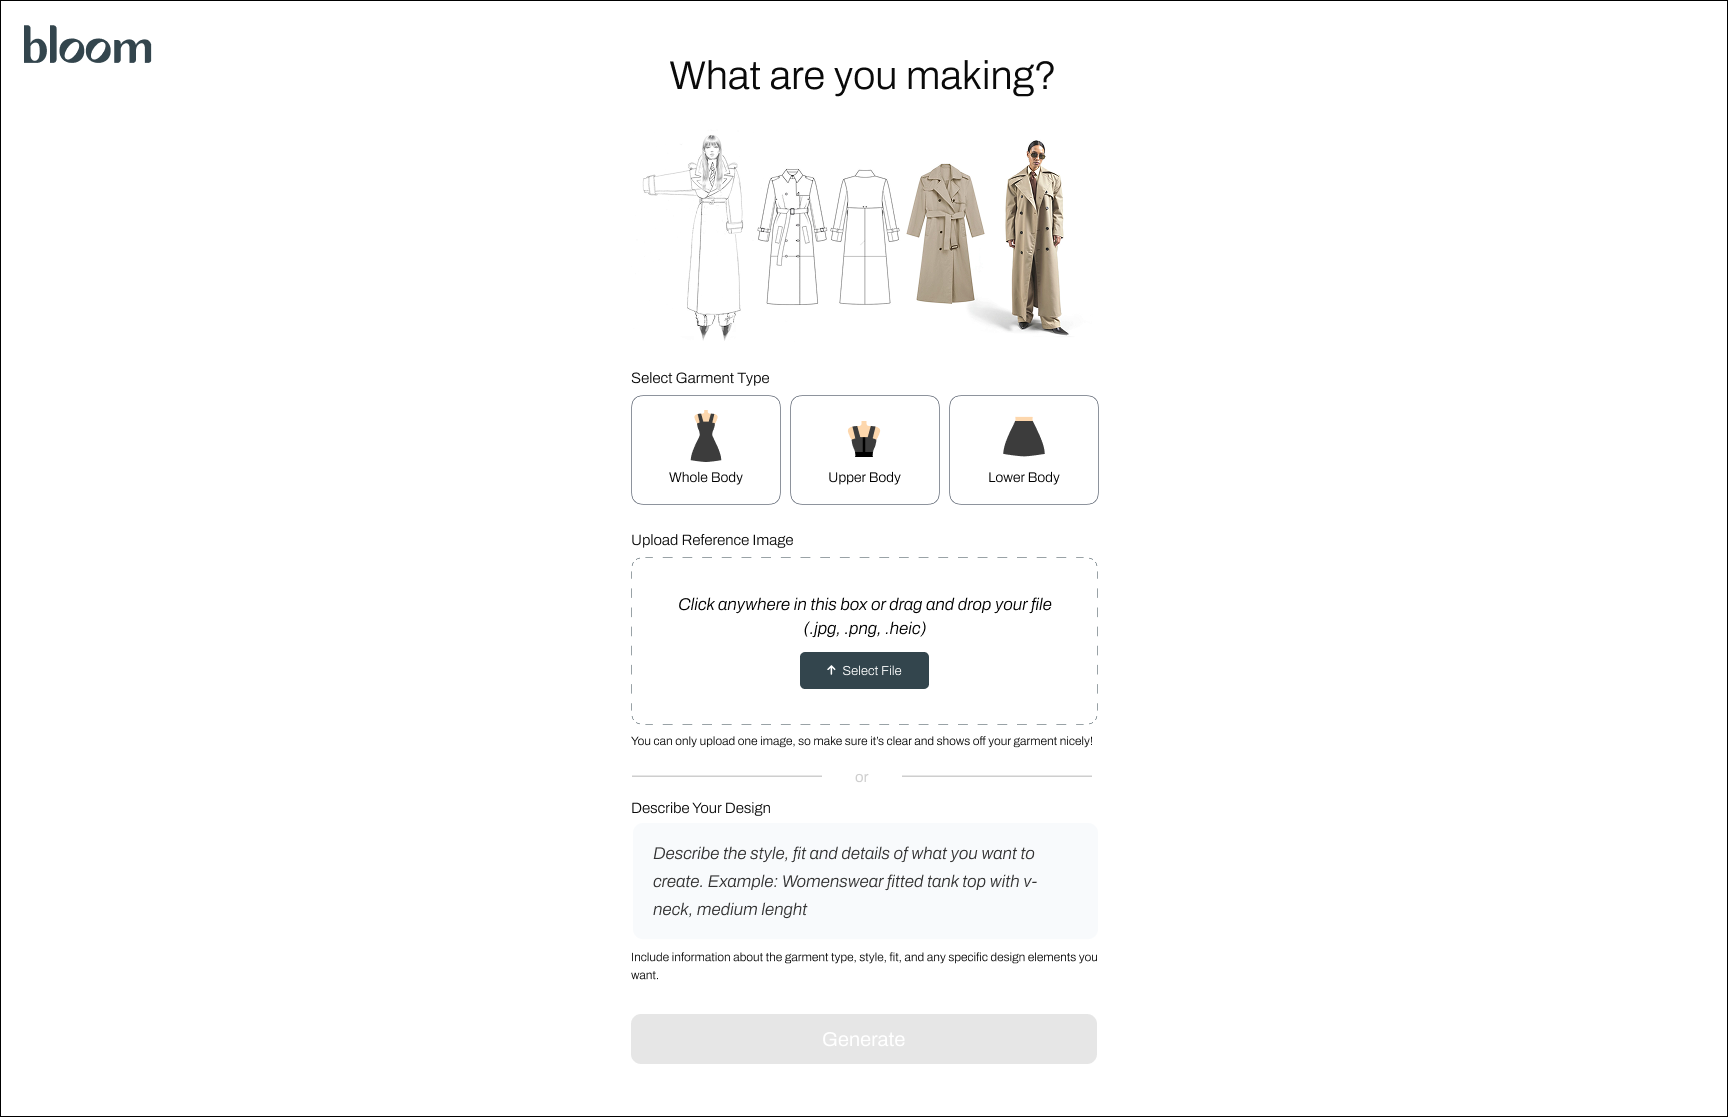 bloom
What are you making?
Select Garment Type
Whole Body
Upper Body
Lower Body
Upload Reference Image
Click anywhere in this box or drag and drop your file
(.jpg, .png, .heic)
Select File
You can only upload one image, so make sure it's clear and shows off your garment nicely!
or
Describe Your Design
Describe the style, fit and details of what you want to
create. Example: Womenswear fitted tank top with v-
neck, medium lenght
Include information about the garment type, style, fit, and any specific design elements you
want.
Generate